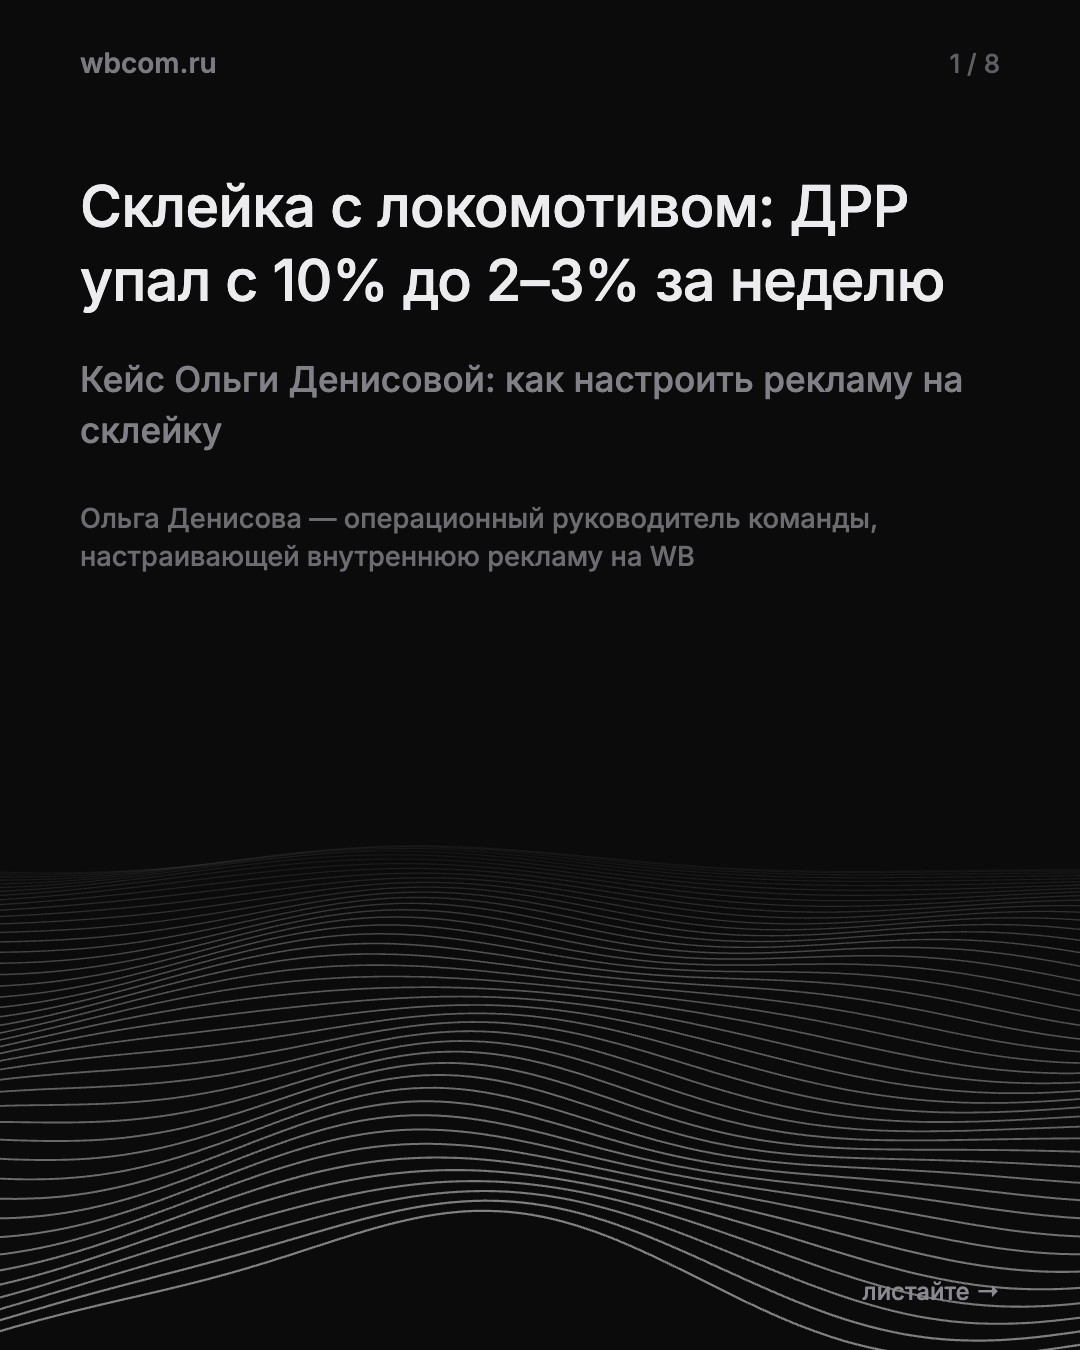 wbcom.ru
1 / 8
Склейка с локомотивом: ДРР
упал с 10% до 2–3% за неделю
Кейс Ольги Денисовой: как настроить рекламу на
склейку
Ольга Денисова — операционный руководитель команды,
настраивающей внутреннюю рекламу на WB
листайте →